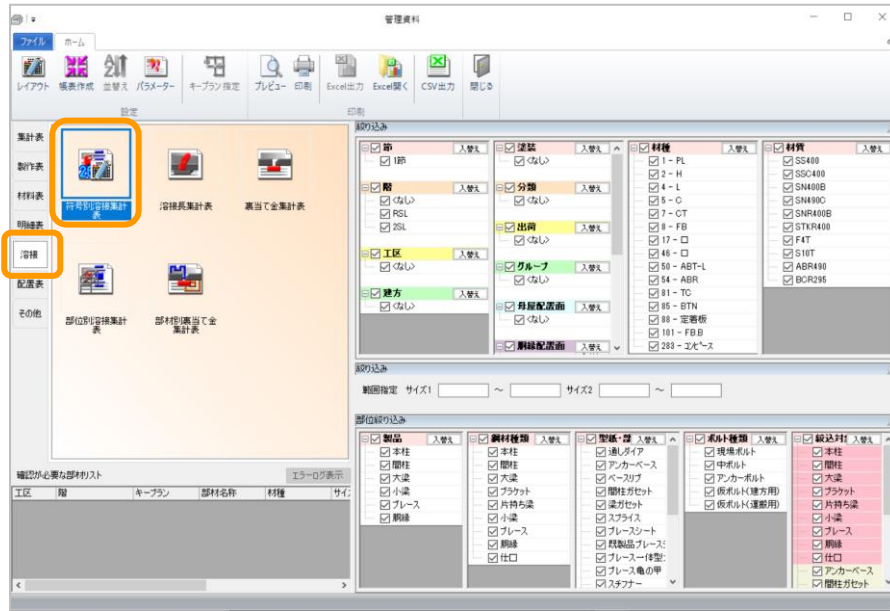 管理資料
ファイル ホーム
レイアウト 帳表作成 並替え パラメーター キープラン指定 プレビュー 印刷 Excel出力 Excel開く CSV出力 閉じる
設定 印刷
集計表
製作表
材料表
明細表
溶接
配置表
その他
符号別溶接集計表
溶接長集計表
裏当て金集計表
部位別溶接集計表
部材別裏当て金集計表
確認が必要な部材リスト エラーログ表示
工区 階 キープラン 部材名称 材種 サイズ
絞り込み
節 入替え
1節
階 入替え
<なし>
RSL
2SL
工区 入替え
<なし>
建方 入替え
<なし>
塗装 入替え
<なし>
分類 入替え
<なし>
出荷 入替え
<なし>
グループ 入替え
<なし>
母屋配置面 入替え
<なし>
胴縁配置面 入替え
材種 入替え
1 - PL
2 - H
4 - L
5 - C
7 - CT
8 - FB
17 - ロ
46 - ロ
50 - ABT-L
54 - ABR
81 - TC
85 - BTN
88 - 定着板
101 - FB.B
283 - エンドピース
材質 入替え
SS400
SSC400
SN400B
SN490C
SNR400B
STKR400
F4T
S10T
ABR490
BCR295
絞り込み
範囲指定 サイズ1 ～ サイズ2 ～
部位絞り込み
製品 入替え
本柱
間柱
大梁
小梁
ブレース
胴縁
鋼材種類 入替え
本柱
間柱
大梁
ブラケット
片持ち梁
小梁
ブレース
胴縁
仕口
型紙・部 入替え
通しダイア
アンカーベース
ベースリブ
間柱ガセット
梁ガセット
スプライス
ブレースシート
既製品ブレース
ブレース一体型
ブレース亀の甲
スチフナー
ボルト種類 入替え
現場ボルト
中ボルト
アンカーボルト
仮ボルト(建方用)
仮ボルト(運搬用)
絞込対 入替え
本柱
間柱
大梁
ブラケット
片持ち梁
小梁
ブレース
胴縁
仕口
アンカーベース
間柱ガセット